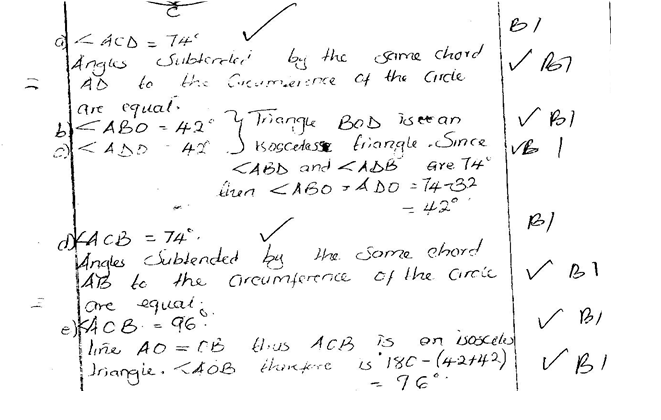 C
a) <ACD = 74° ✓ B1
Angles Subtended by the same chord ✓ B1
AD to the Circumference of the Circle
are equal.
b) <ABO = 42° } Triangle BOD is an ✓ B1
c) <ADO 42° isosceles triangle. Since ✓ B1
<ABD and <ADB are 74°
then <ABO = ADO = 74-32
= 42°
d) <ACB = 74°. ✓ B1
Angles Subtended by the same chord
AB to the circumference of the circle ✓ B1
are equal.
e) <ACB = 96. ✓ B1
line AO = thus ACB is an isosceles
triangle. <AOB therefore is 180-(42+42) ✓ B1
= 96°.